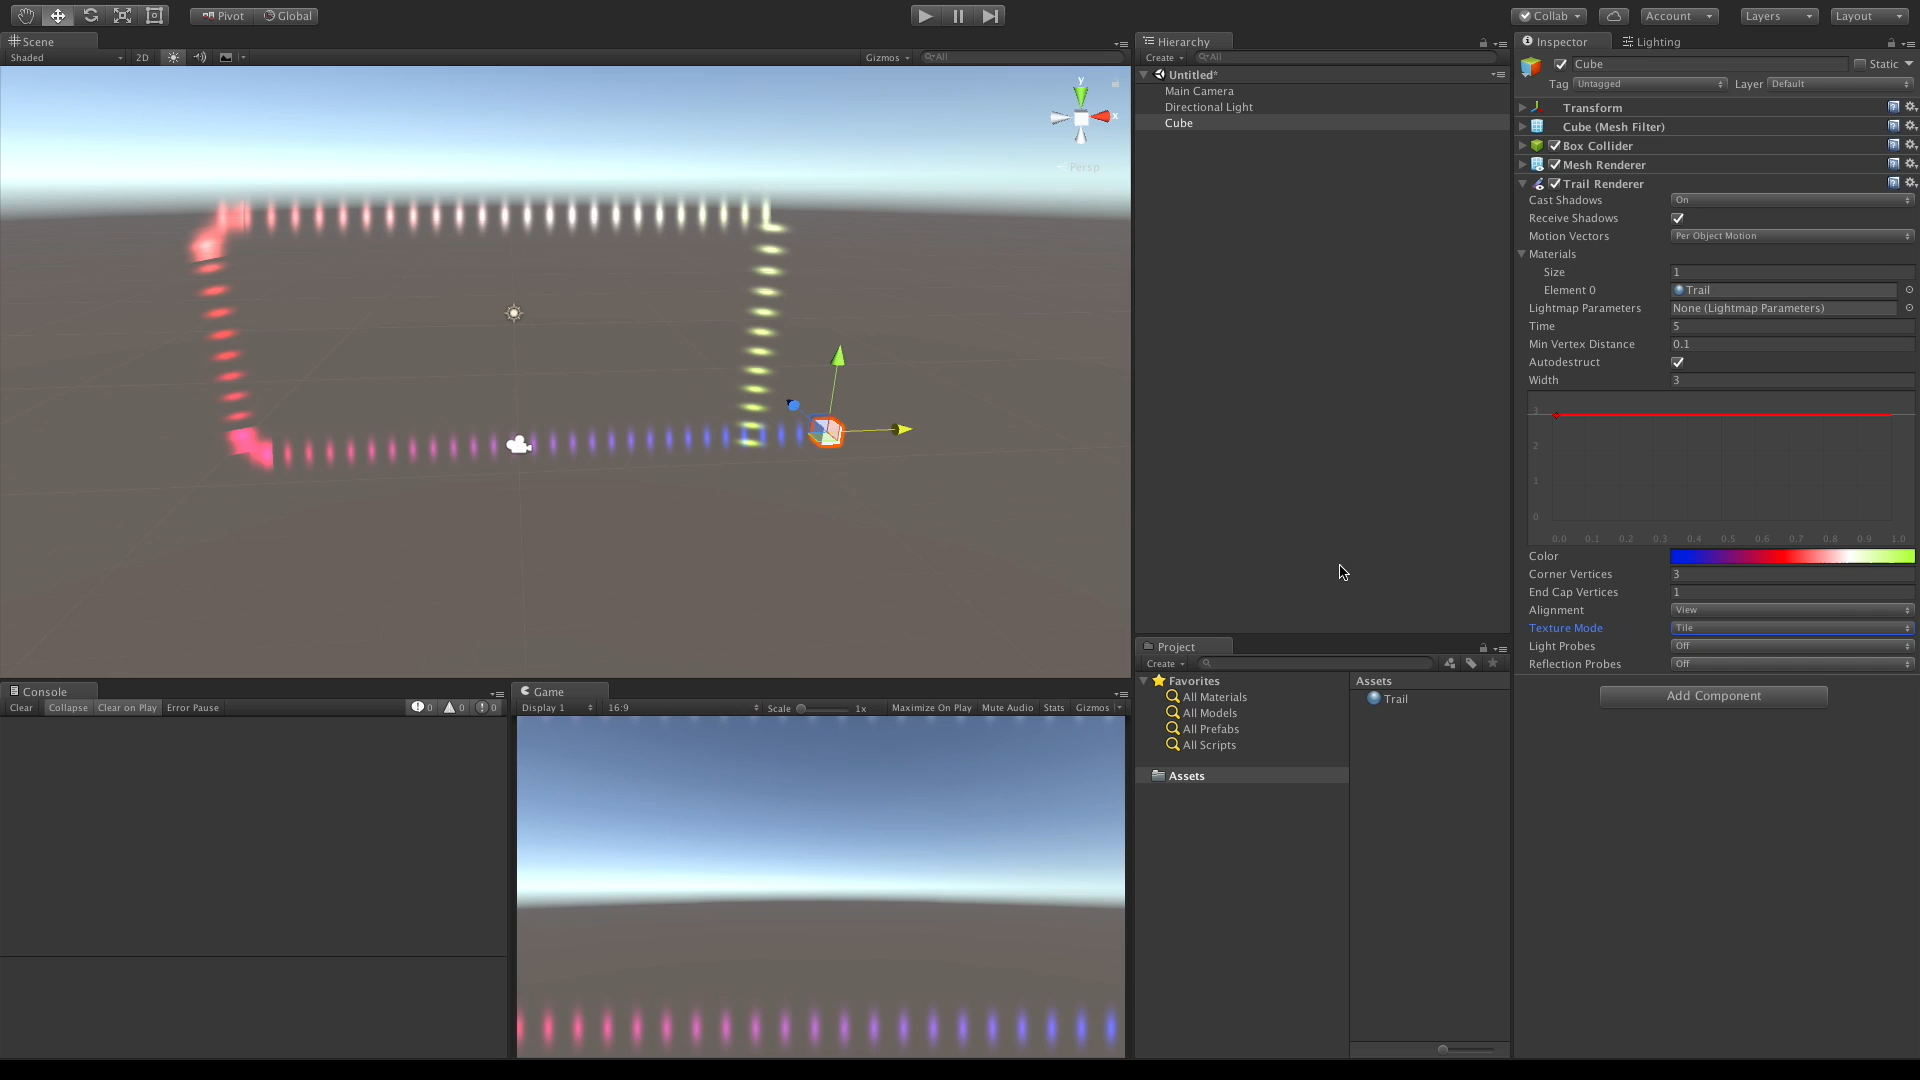 Pivot Global Collab Account Layers Layout
Scene
Shaded 2D Gizmos All
y
x
Persp
Hierarchy
Create All
Untitled*
Main Camera
Directional Light
Cube
Inspector Lighting
Cube Static
Tag Untagged Layer Default
Transform
Cube (Mesh Filter)
Box Collider
Mesh Renderer
Trail Renderer
Cast Shadows On
Receive Shadows
Motion Vectors Per Object Motion
Materials
Size 1
Element 0 Trail
Lightmap Parameters None (Lightmap Parameters)
Time 5
Min Vertex Distance 0.1
Autodestruct
Width 3
3
2
1
0
0.0 0.1 0.2 0.3 0.4 0.5 0.6 0.7 0.8 0.9 1.0
Color
Corner Vertices 3
End Cap Vertices 1
Alignment View
Texture Mode Tile
Light Probes Off
Reflection Probes Off
Add Component
Console
Clear Collapse Clear on Play Error Pause 0 0 0
Game
Display 1 16:9 Scale 1x Maximize On Play Mute Audio Stats Gizmos
Project
Create
Favorites
All Materials
All Models
All Prefabs
All Scripts
Assets
Assets
Trail